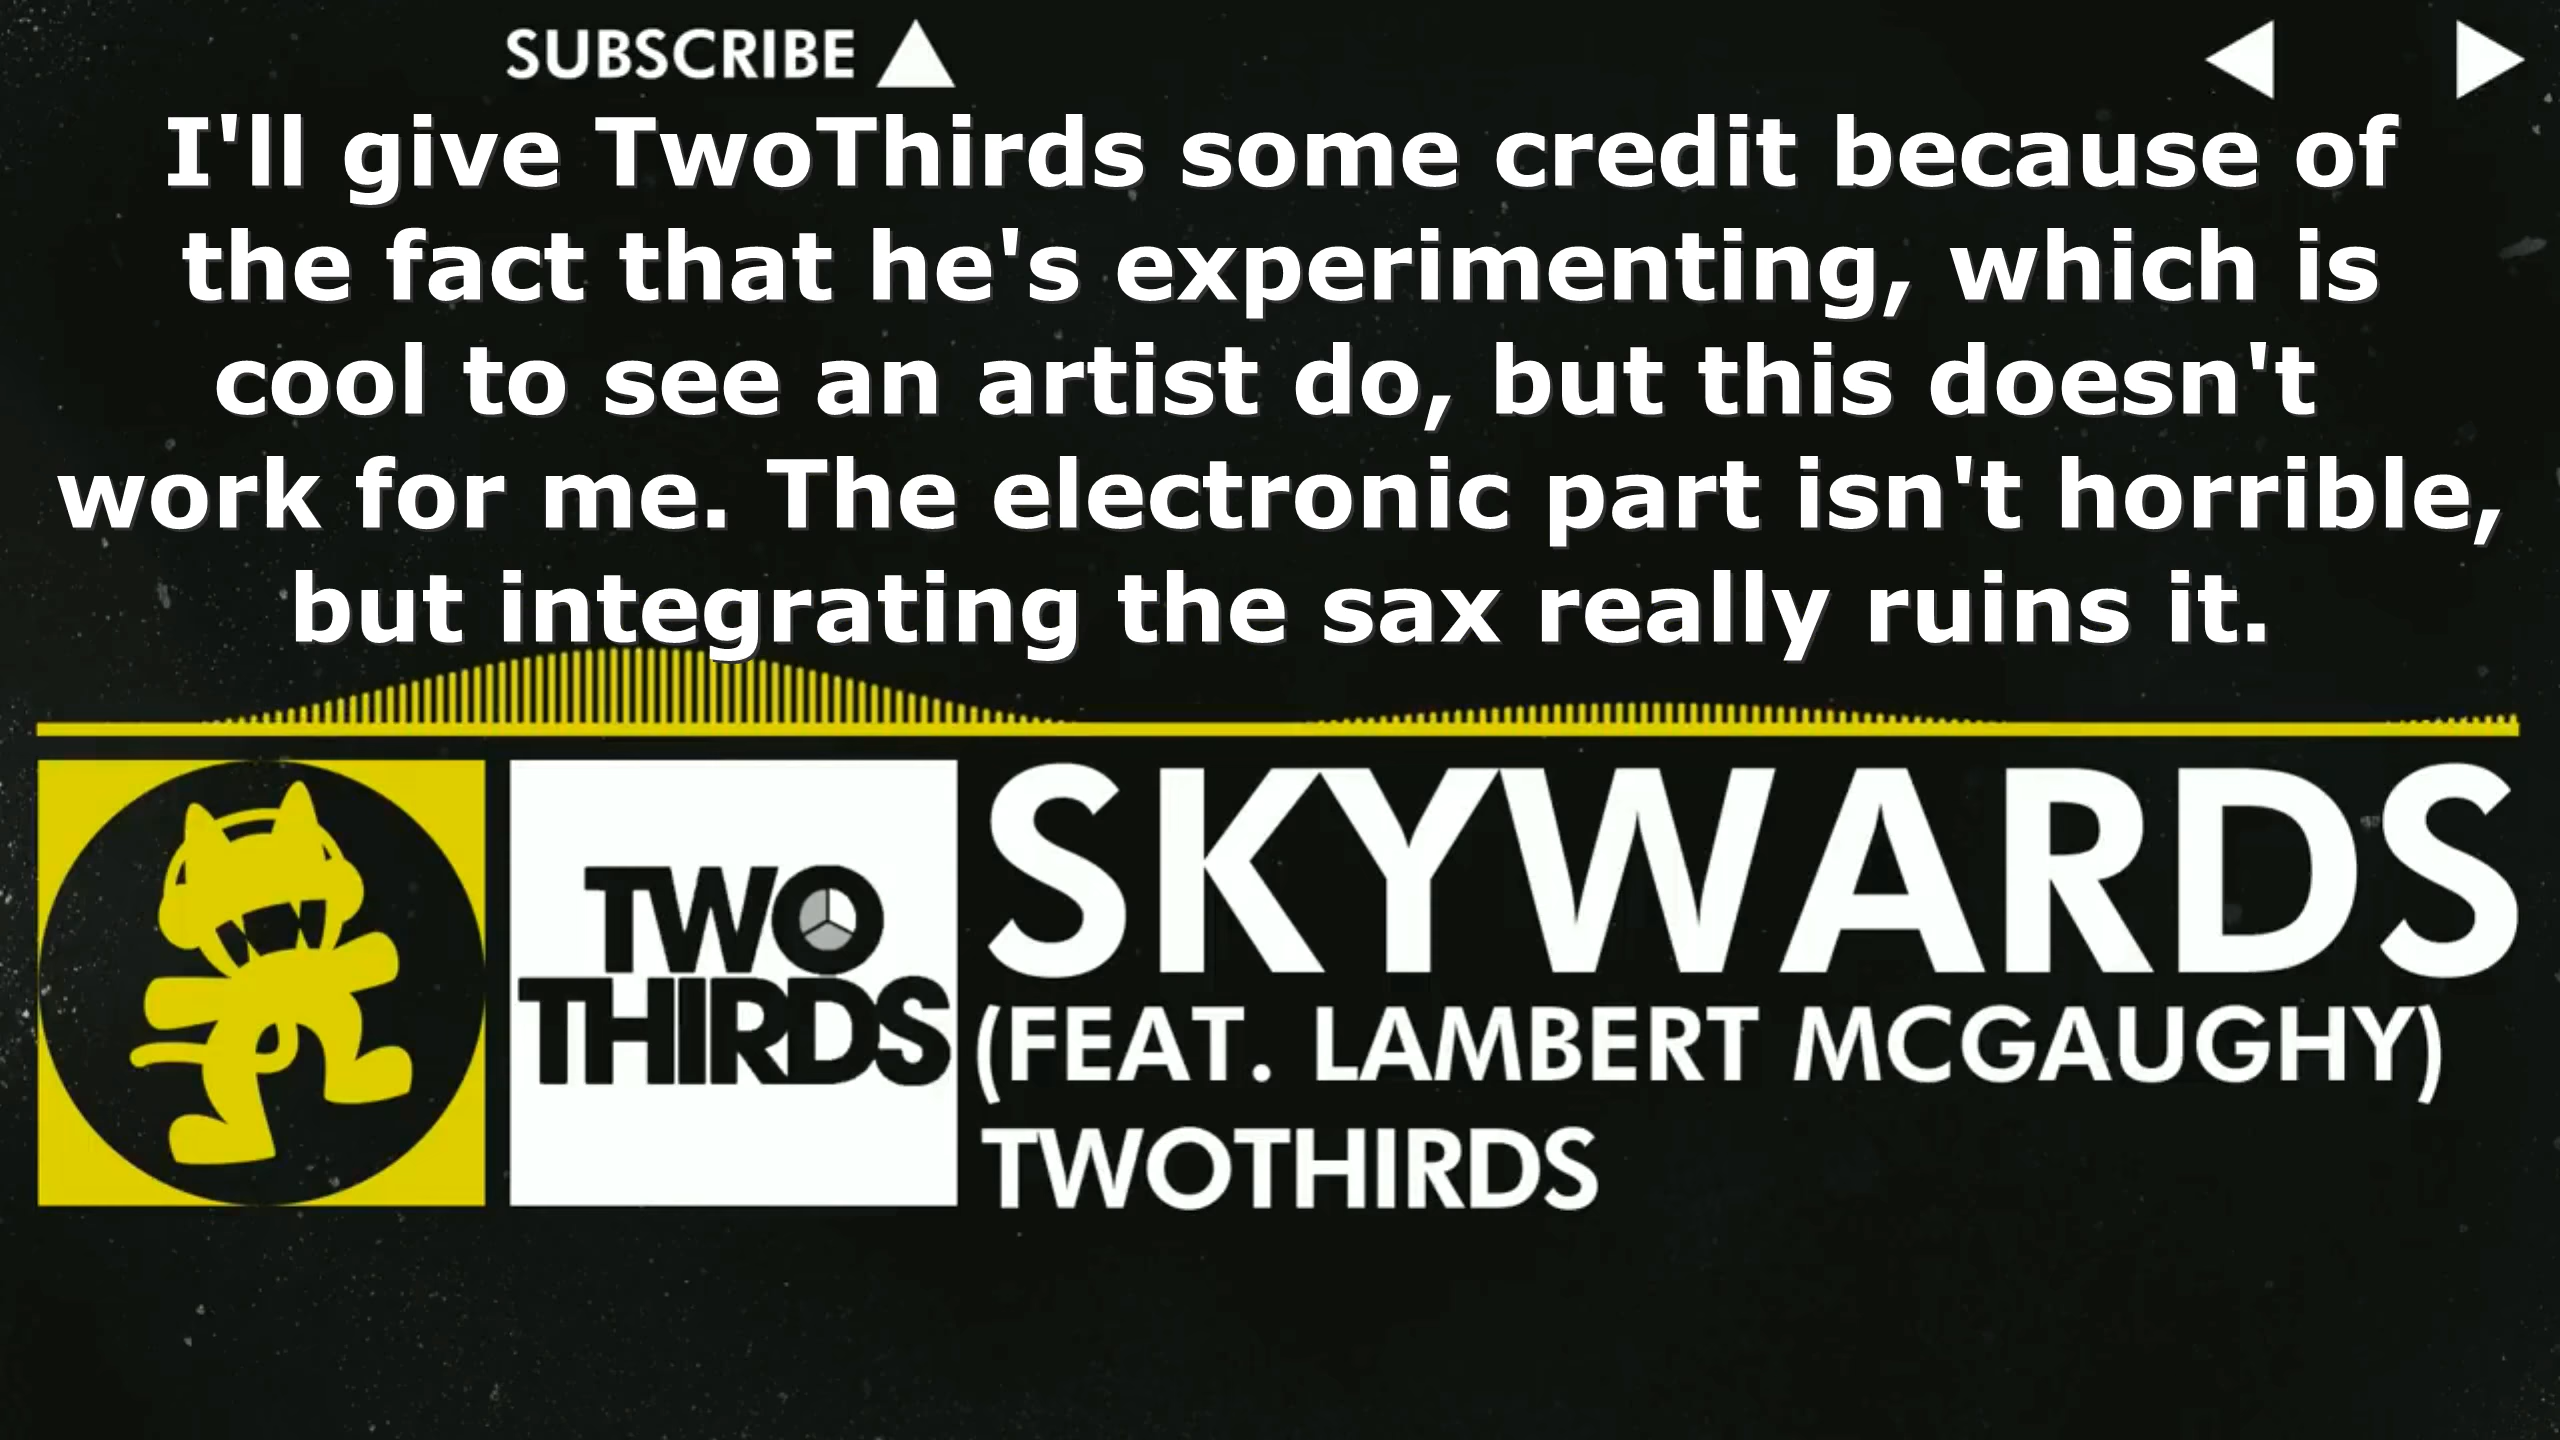 SUBSCRIBE
I'll give TwoThirds some credit because of
the fact that he's experimenting, which is
cool to see an artist do, but this doesn't
work for me. The electronic part isn't horrible,
but integrating the sax really ruins it.
TWO
THIRDS
SKYWARDS
(FEAT. LAMBERT MCGAUGHY)
TWOTHIRDS